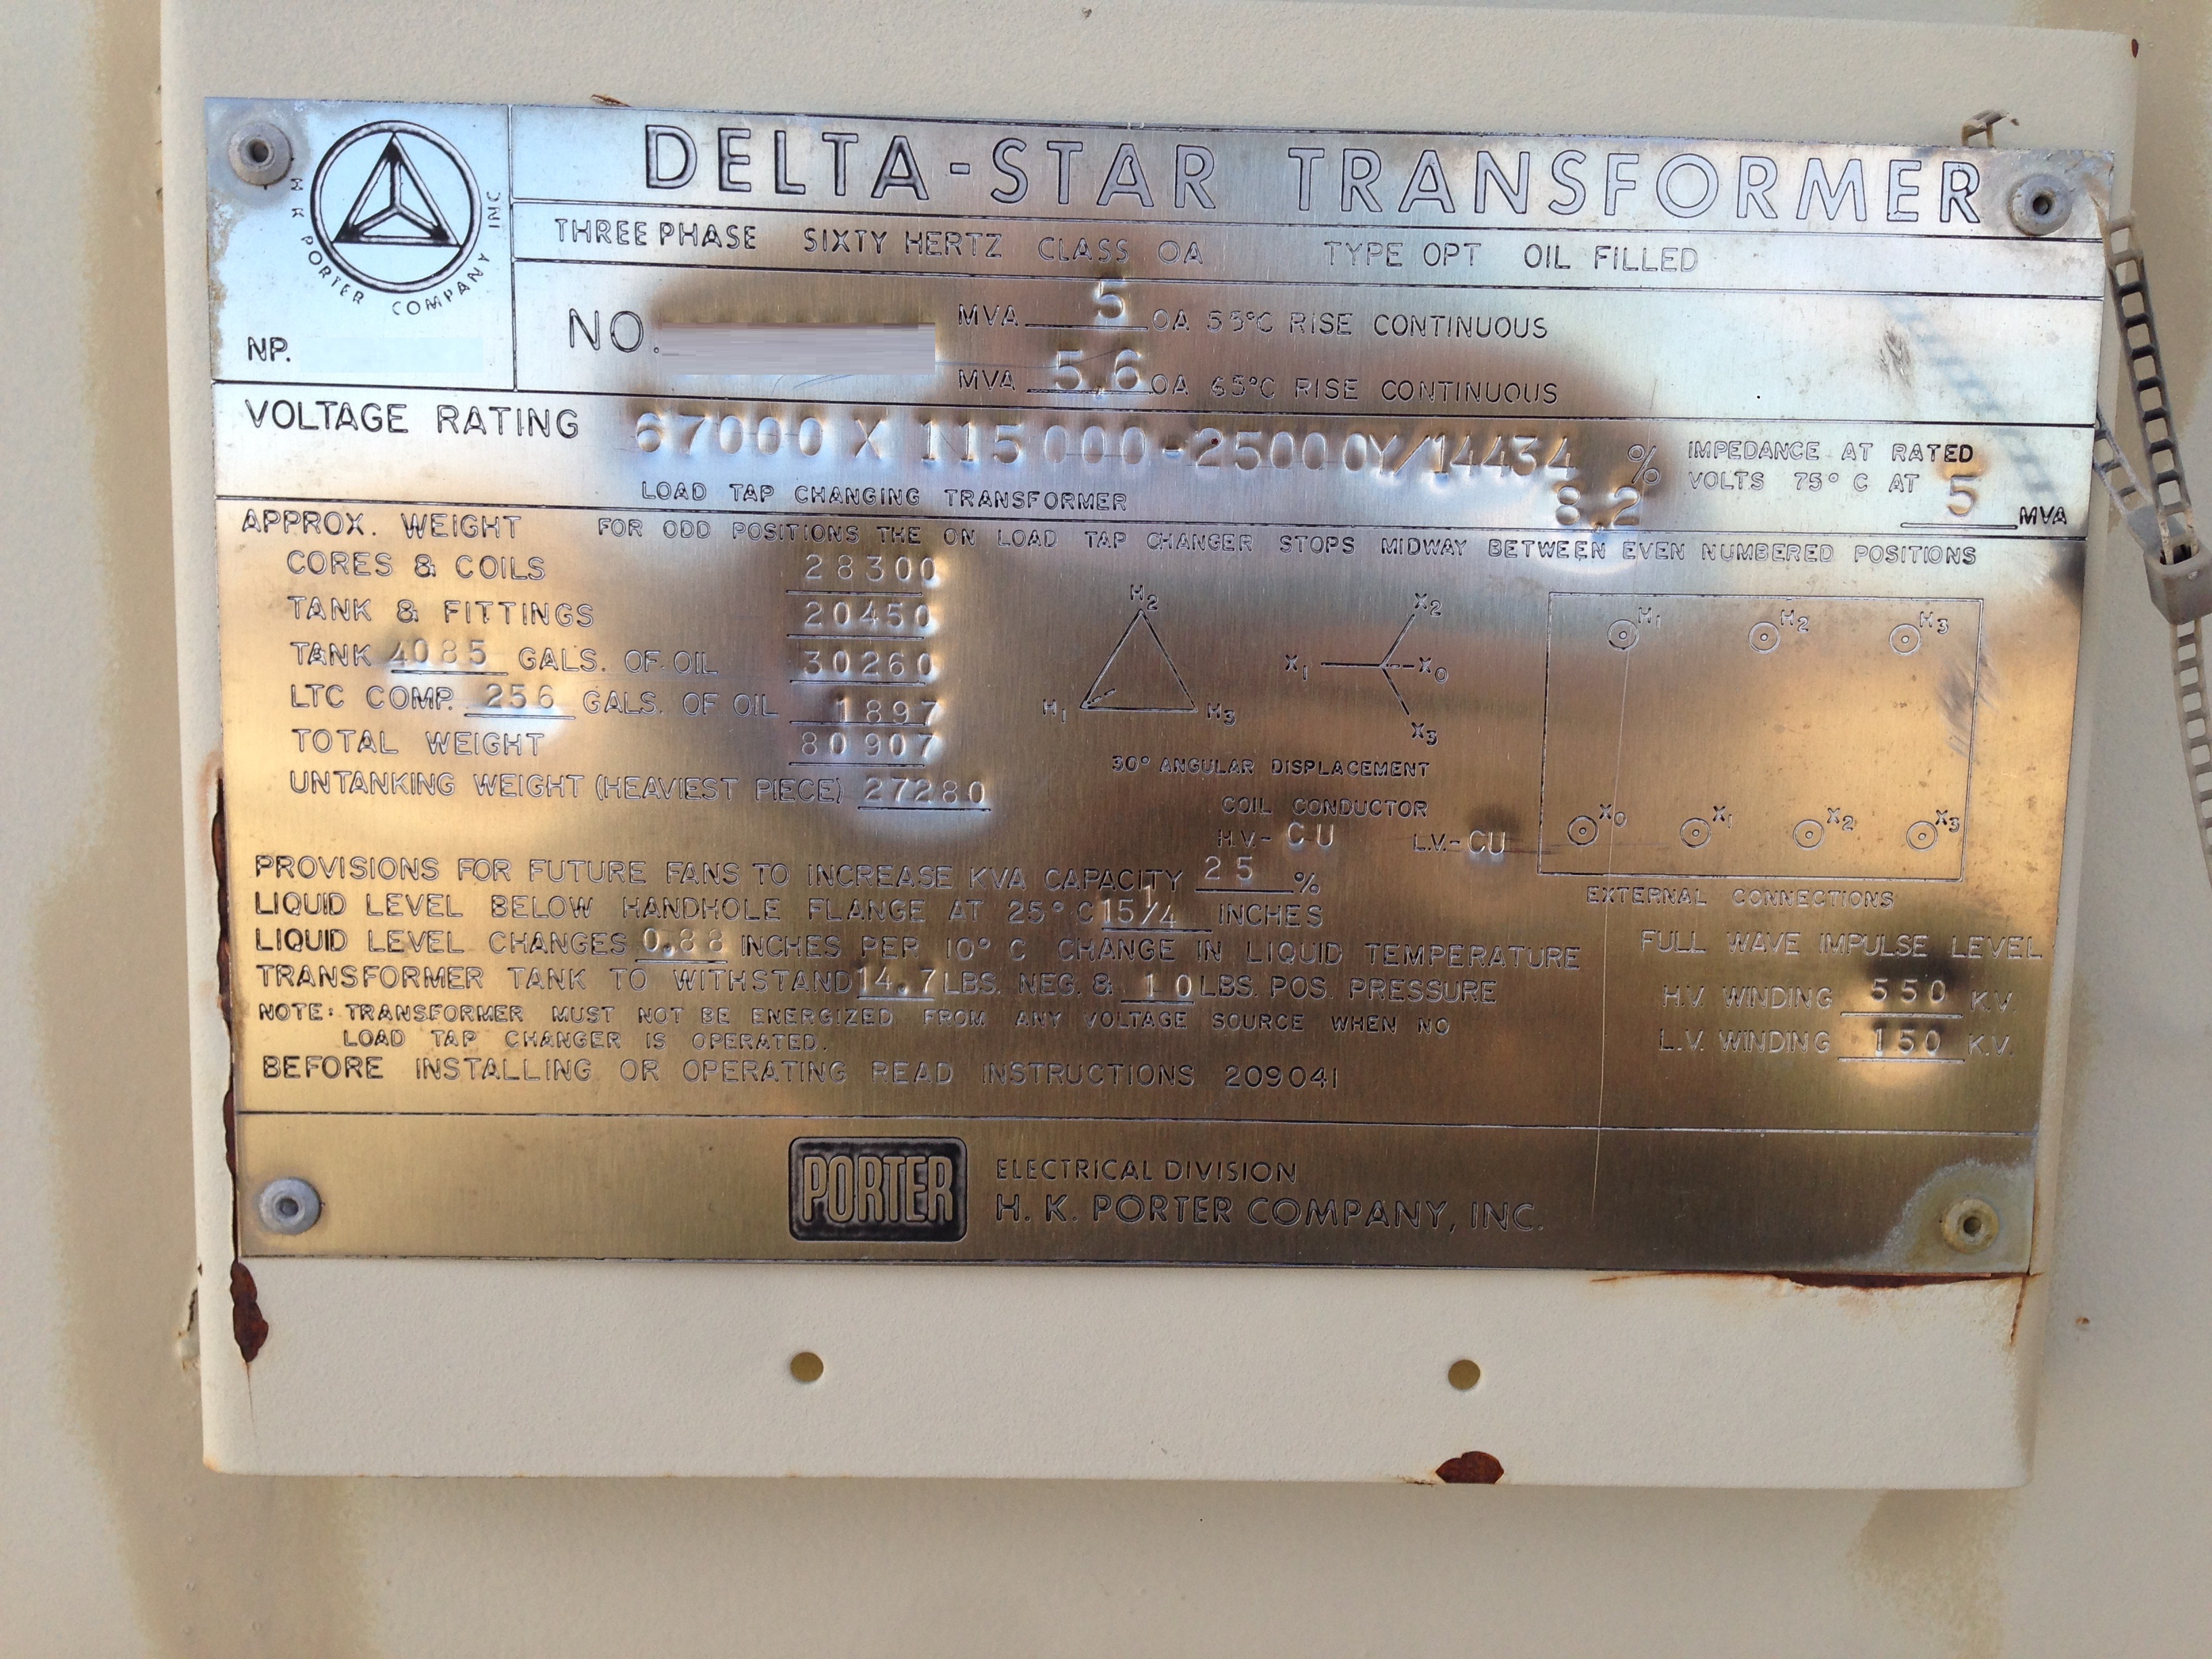 H K PORTER COMPANY INC
NP.
DELTA-STAR TRANSFORMER
THREE PHASE SIXTY HERTZ CLASS OA TYPE OPT OIL FILLED
NO.
MVA 5 OA 55°C RISE CONTINUOUS
MVA 5.6 OA 65°C RISE CONTINUOUS
VOLTAGE RATING 67000 X 115000-25000Y/14434
LOAD TAP CHANGING TRANSFORMER
% IMPEDANCE AT RATED
8.2 VOLTS 75° C AT 5 MVA
APPROX. WEIGHT FOR ODD POSITIONS THE ON LOAD TAP CHANGER STOPS MIDWAY BETWEEN EVEN NUMBERED POSITIONS
CORES & COILS 28300
TANK & FITTINGS 20450
TANK 4085 GALS. OF OIL 30260
LTC COMP. 256 GALS. OF OIL 1897
TOTAL WEIGHT 80907
UNTANKING WEIGHT (HEAVIEST PIECE) 27280
H2
H1 H3
X2
X1 X0
X3
30° ANGULAR DISPLACEMENT
COIL CONDUCTOR
H.V.- CU L.V.- CU
H1 H2 H3
X0 X1 X2 X3
EXTERNAL CONNECTIONS
PROVISIONS FOR FUTURE FANS TO INCREASE KVA CAPACITY 25 %
LIQUID LEVEL BELOW HANDHOLE FLANGE AT 25° C 15 1/4 INCHES
LIQUID LEVEL CHANGES 0.88 INCHES PER 10° C CHANGE IN LIQUID TEMPERATURE
TRANSFORMER TANK TO WITHSTAND 14.7 LBS. NEG. & 10 LBS. POS. PRESSURE
NOTE: TRANSFORMER MUST NOT BE ENERGIZED FROM ANY VOLTAGE SOURCE WHEN NO
LOAD TAP CHANGER IS OPERATED.
BEFORE INSTALLING OR OPERATING READ INSTRUCTIONS 209041
FULL WAVE IMPULSE LEVEL
H.V. WINDING 550 K.V.
L.V. WINDING 150 K.V.
PORTER
ELECTRICAL DIVISION
H. K. PORTER COMPANY, INC.